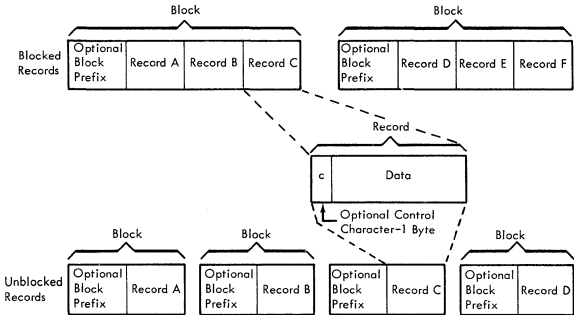 Block
Block
Blocked
Records
Optional
Block
Prefix
Record A
Record B
Record C
Optional
Block
Prefix
Record D
Record E
Record F
Record
c
Data
Optional Control
Character-1 Byte
Block
Block
Block
Unblocked
Records
Optional
Block
Prefix
Record A
Optional
Block
Prefix
Record B
Optional
Block
Prefix
Record C
Optional
Block
Prefix
Record D